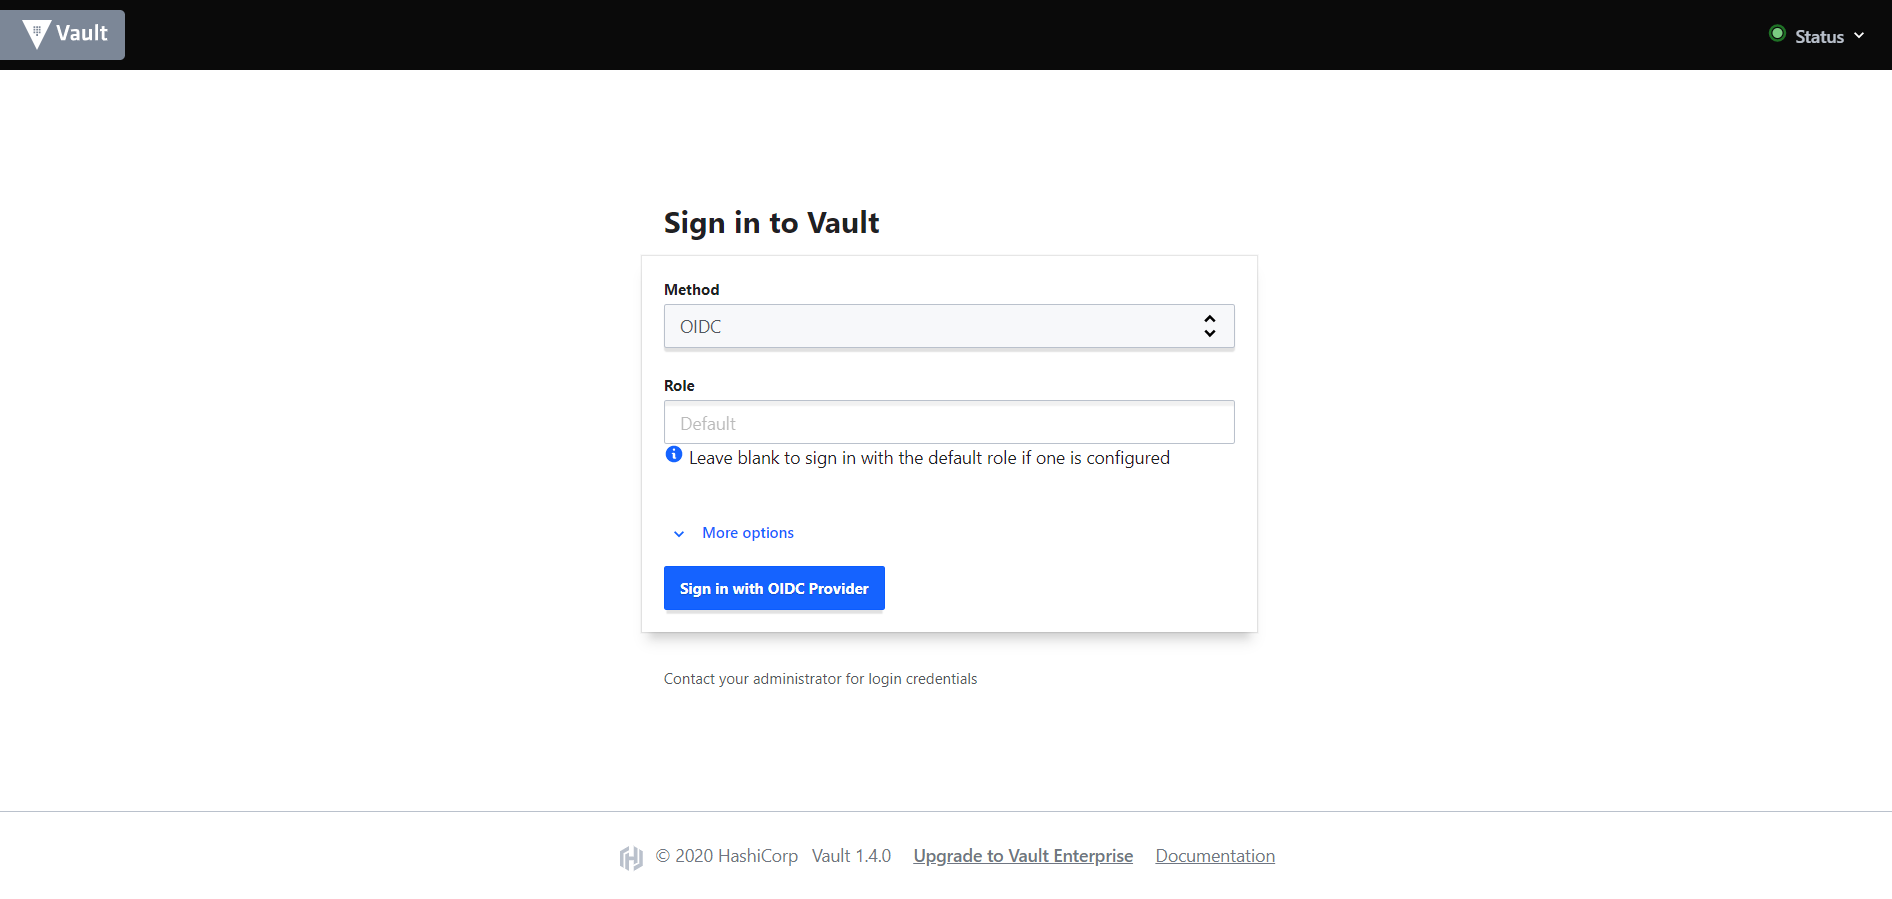 Vault
Status
Sign in to Vault
Method
OIDC
Role
Default
Leave blank to sign in with the default role if one is configured
More options
Sign in with OIDC Provider
Contact your administrator for login credentials
© 2020 HashiCorp Vault 1.4.0 Upgrade to Vault Enterprise Documentation